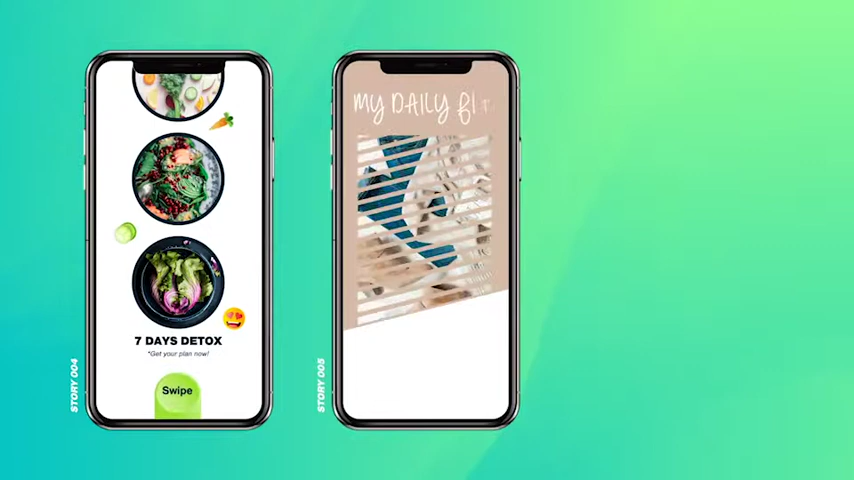 7 DAYS DETOX
*Get your plan now!
Swipe
STORY 004
MY DAILY
STORY 005